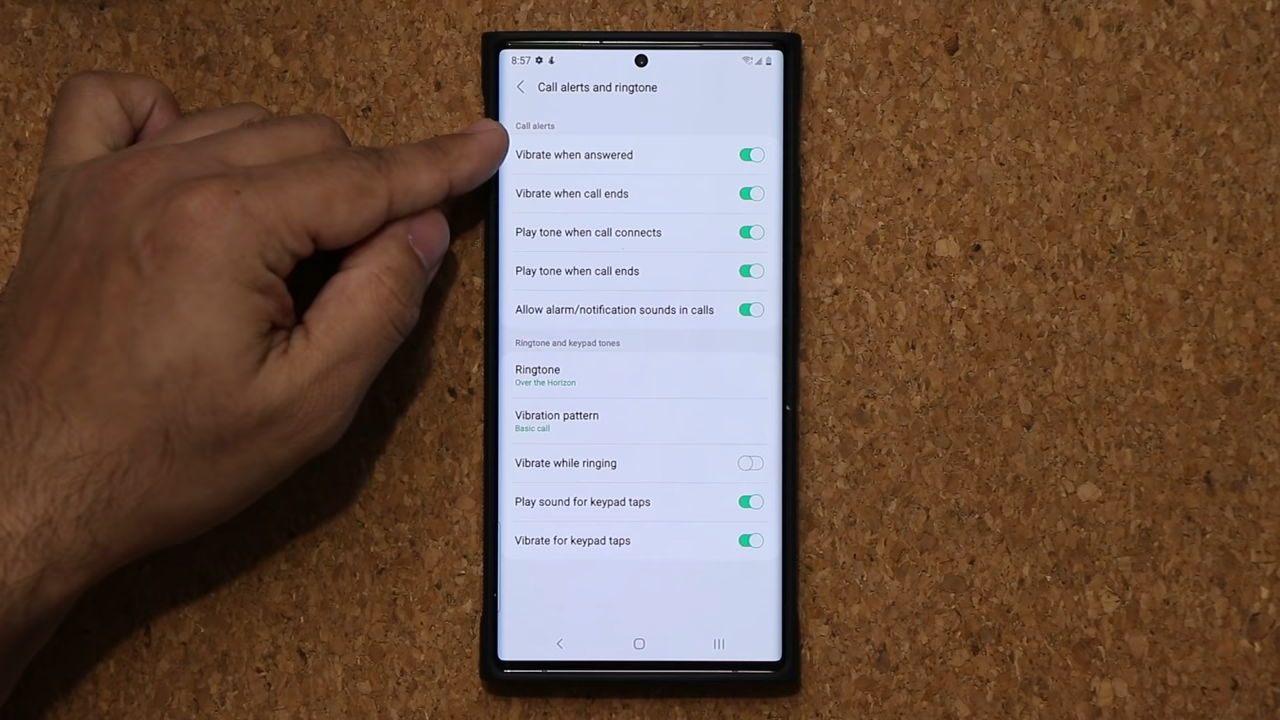 8:57
Call alerts and ringtone
Call alerts
Vibrate when answered
Vibrate when call ends
Play tone when call connects
Play tone when call ends
Allow alarm/notification sounds in calls
Ringtone and keypad tones
Ringtone
Over the Horizon
Vibration pattern
Basic call
Vibrate while ringing
Play sound for keypad taps
Vibrate for keypad taps